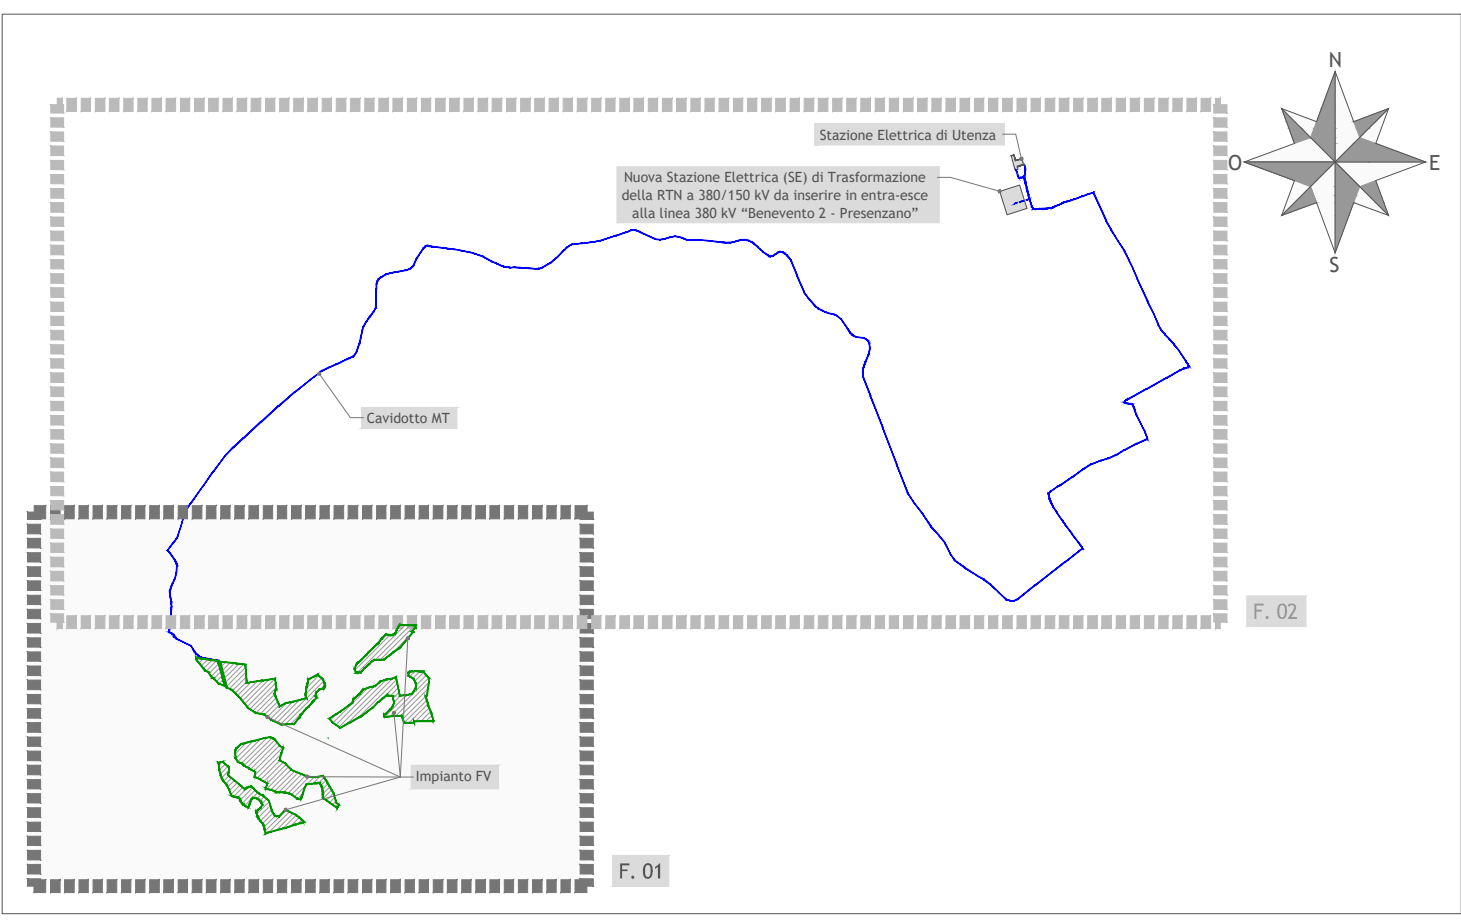 N
Stazione Elettrica di Utenza
O
E
Nuova Stazione Elettrica (SE) di Trasformazione
della RTN a 380/150 kV da inserire in entra-esce
alla linea 380 kV “Benevento 2 - Presenzano”
S
Cavidotto MT
F. 02
Impianto FV
F. 01